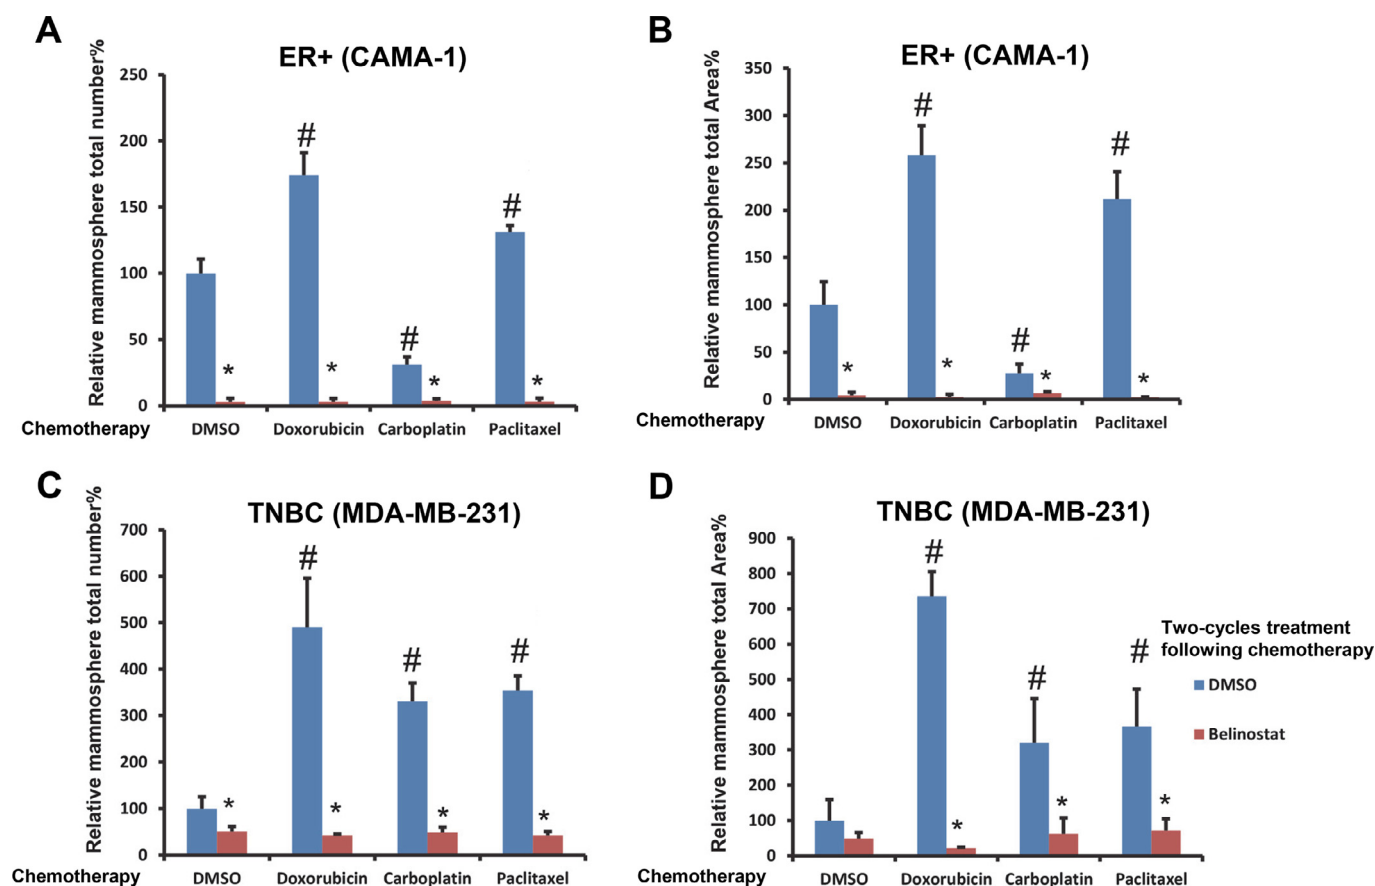 A
ER+ (CAMA-1)
Relative mammosphere total number%
250
200
150
100
50
0
#
#
#
*
*
*
*
Chemotherapy
DMSO Doxorubicin Carboplatin Paclitaxel
B
ER+ (CAMA-1)
Relative mammosphere total Area%
350
300
250
200
150
100
50
0
#
#
#
*
*
*
*
Chemotherapy
DMSO Doxorubicin Carboplatin Paclitaxel
C
TNBC (MDA-MB-231)
Relative mammosphere total number%
700
600
500
400
300
200
100
0
#
#
#
*
*
*
*
Chemotherapy
DMSO Doxorubicin Carboplatin Paclitaxel
D
TNBC (MDA-MB-231)
Relative mammosphere total Area%
900
800
700
600
500
400
300
200
100
0
#
#
#
*
*
*
Chemotherapy
DMSO Doxorubicin Carboplatin Paclitaxel
Two-cycles treatment
following chemotherapy
DMSO
Belinostat